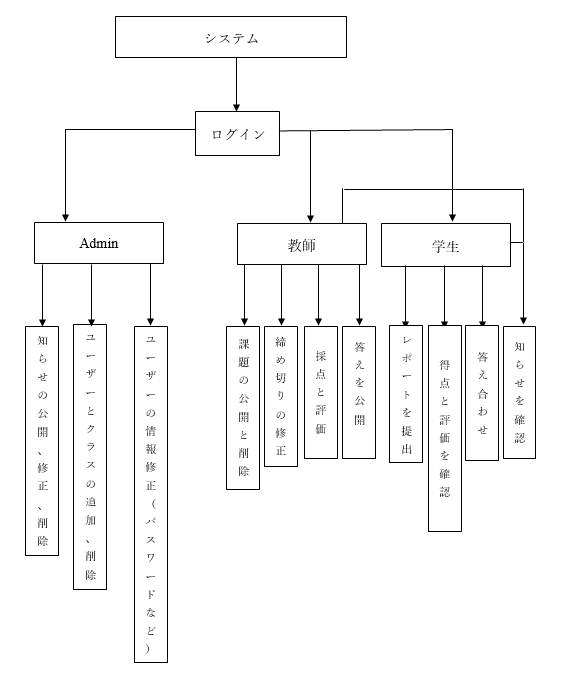 システム
ログイン
Admin
教師
学生
知らせの公開、修正、削除
ユーザーとクラスの追加、削除
ユーザーの情報修正(パスワードなど)
課題の公開と削除
締め切りの修正
採点と評価
答えを公開
レポートを提出
得点と評価を確認
答え合わせ
知らせを確認